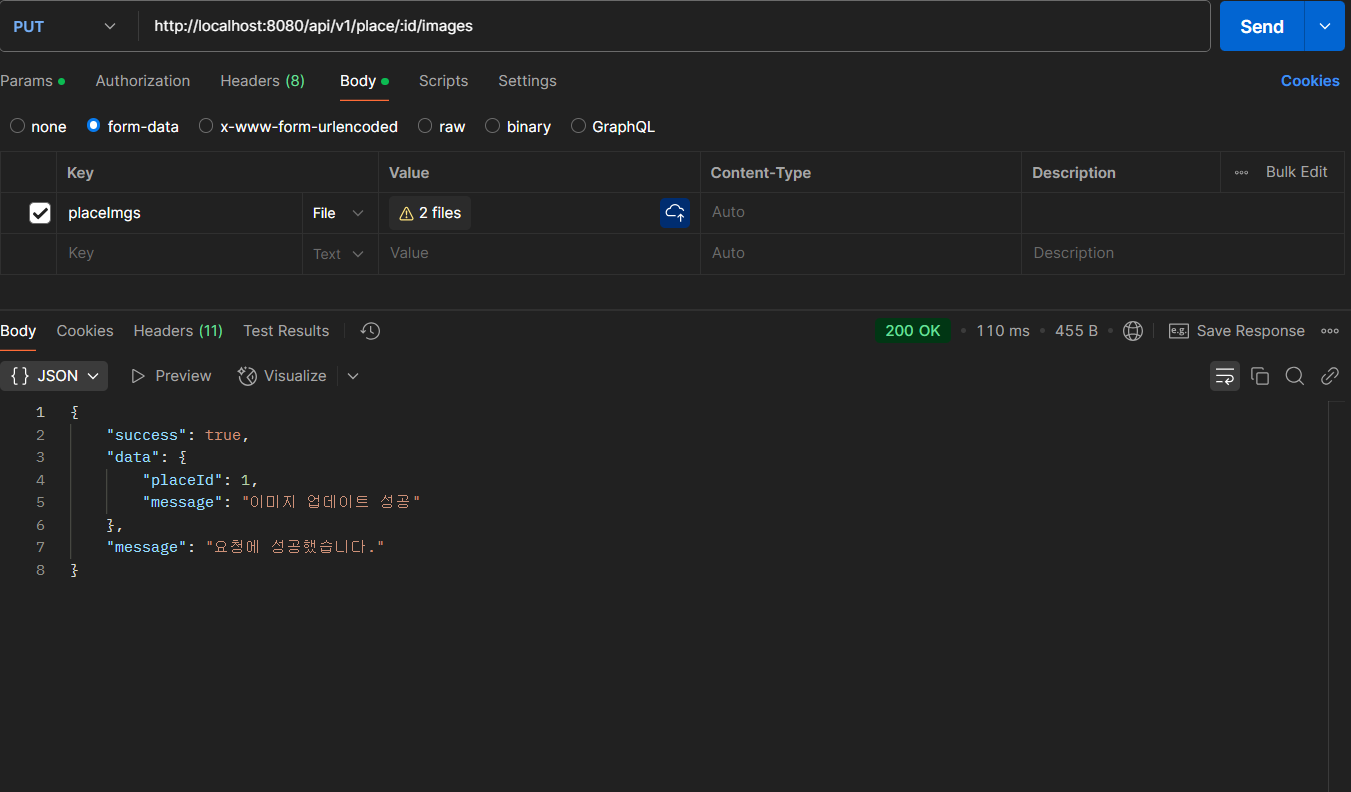 PUT http://localhost:8080/api/v1/place/:id/images Send
Params Authorization Headers (8) Body Scripts Settings Cookies
none form-data x-www-form-urlencoded raw binary GraphQL
Key Value Content-Type Description Bulk Edit
placeImgs File 2 files Auto
Key Text Value Auto Description
Body Cookies Headers (11) Test Results 200 OK 110 ms 455 B e.g. Save Response
{} JSON Preview Visualize
1 {
2 "success": true,
3 "data": {
4 "placeId": 1,
5 "message": "이미지 업데이트 성공"
6 },
7 "message": "요청에 성공했습니다."
8 }